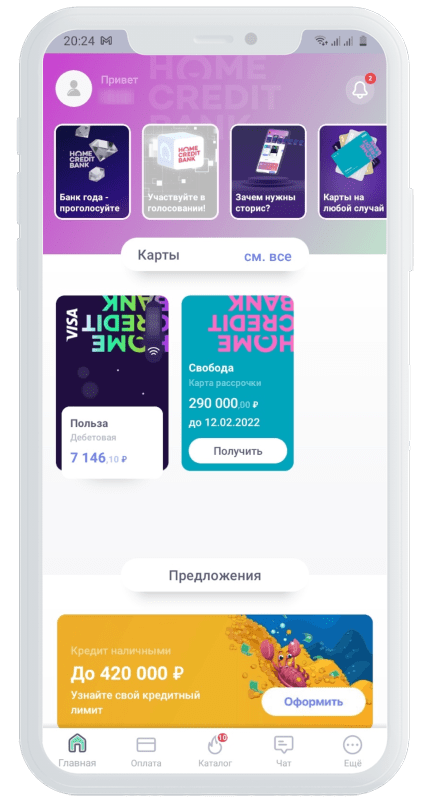 20:24
HOME
CREDIT
BANK
Привет
2
HOME
CREDIT
BANK
Банк года -
проголосуйте
HOME
CREDIT
BANK
Участвуйте в
голосовании!
Зачем нужны
сторис?
Карты на
любой случай
Карты
см. все
VISA
HOME
CREDIT
BANK
Польза
Дебетовая
7 146,10 ₽
HOME
CREDIT
BANK
Свобода
Карта рассрочки
290 000,00 ₽
до 12.02.2022
Получить
Предложения
Кредит наличными
До 420 000 ₽
Узнайте свой кредитный
лимит
Оформить
Главная
Оплата
10
Каталог
Чат
Ещё